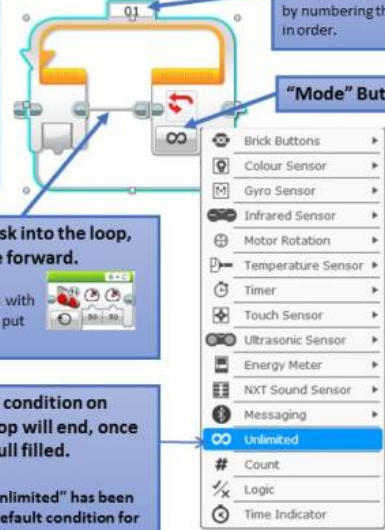 01
by numbering th
in order.
"Mode" But
sk into the loop,
e forward.
with
put
B + C
50 50
condition on
op will end, once
ull filled.
nlimited" has been
efault condition for
Brick Buttons
Colour Sensor
Gyro Sensor
Infrared Sensor
Motor Rotation
Temperature Sensor
Timer
Touch Sensor
Ultrasonic Sensor
Energy Meter
NXT Sound Sensor
Messaging
∞ Unlimited
# Count
Logic
Time Indicator